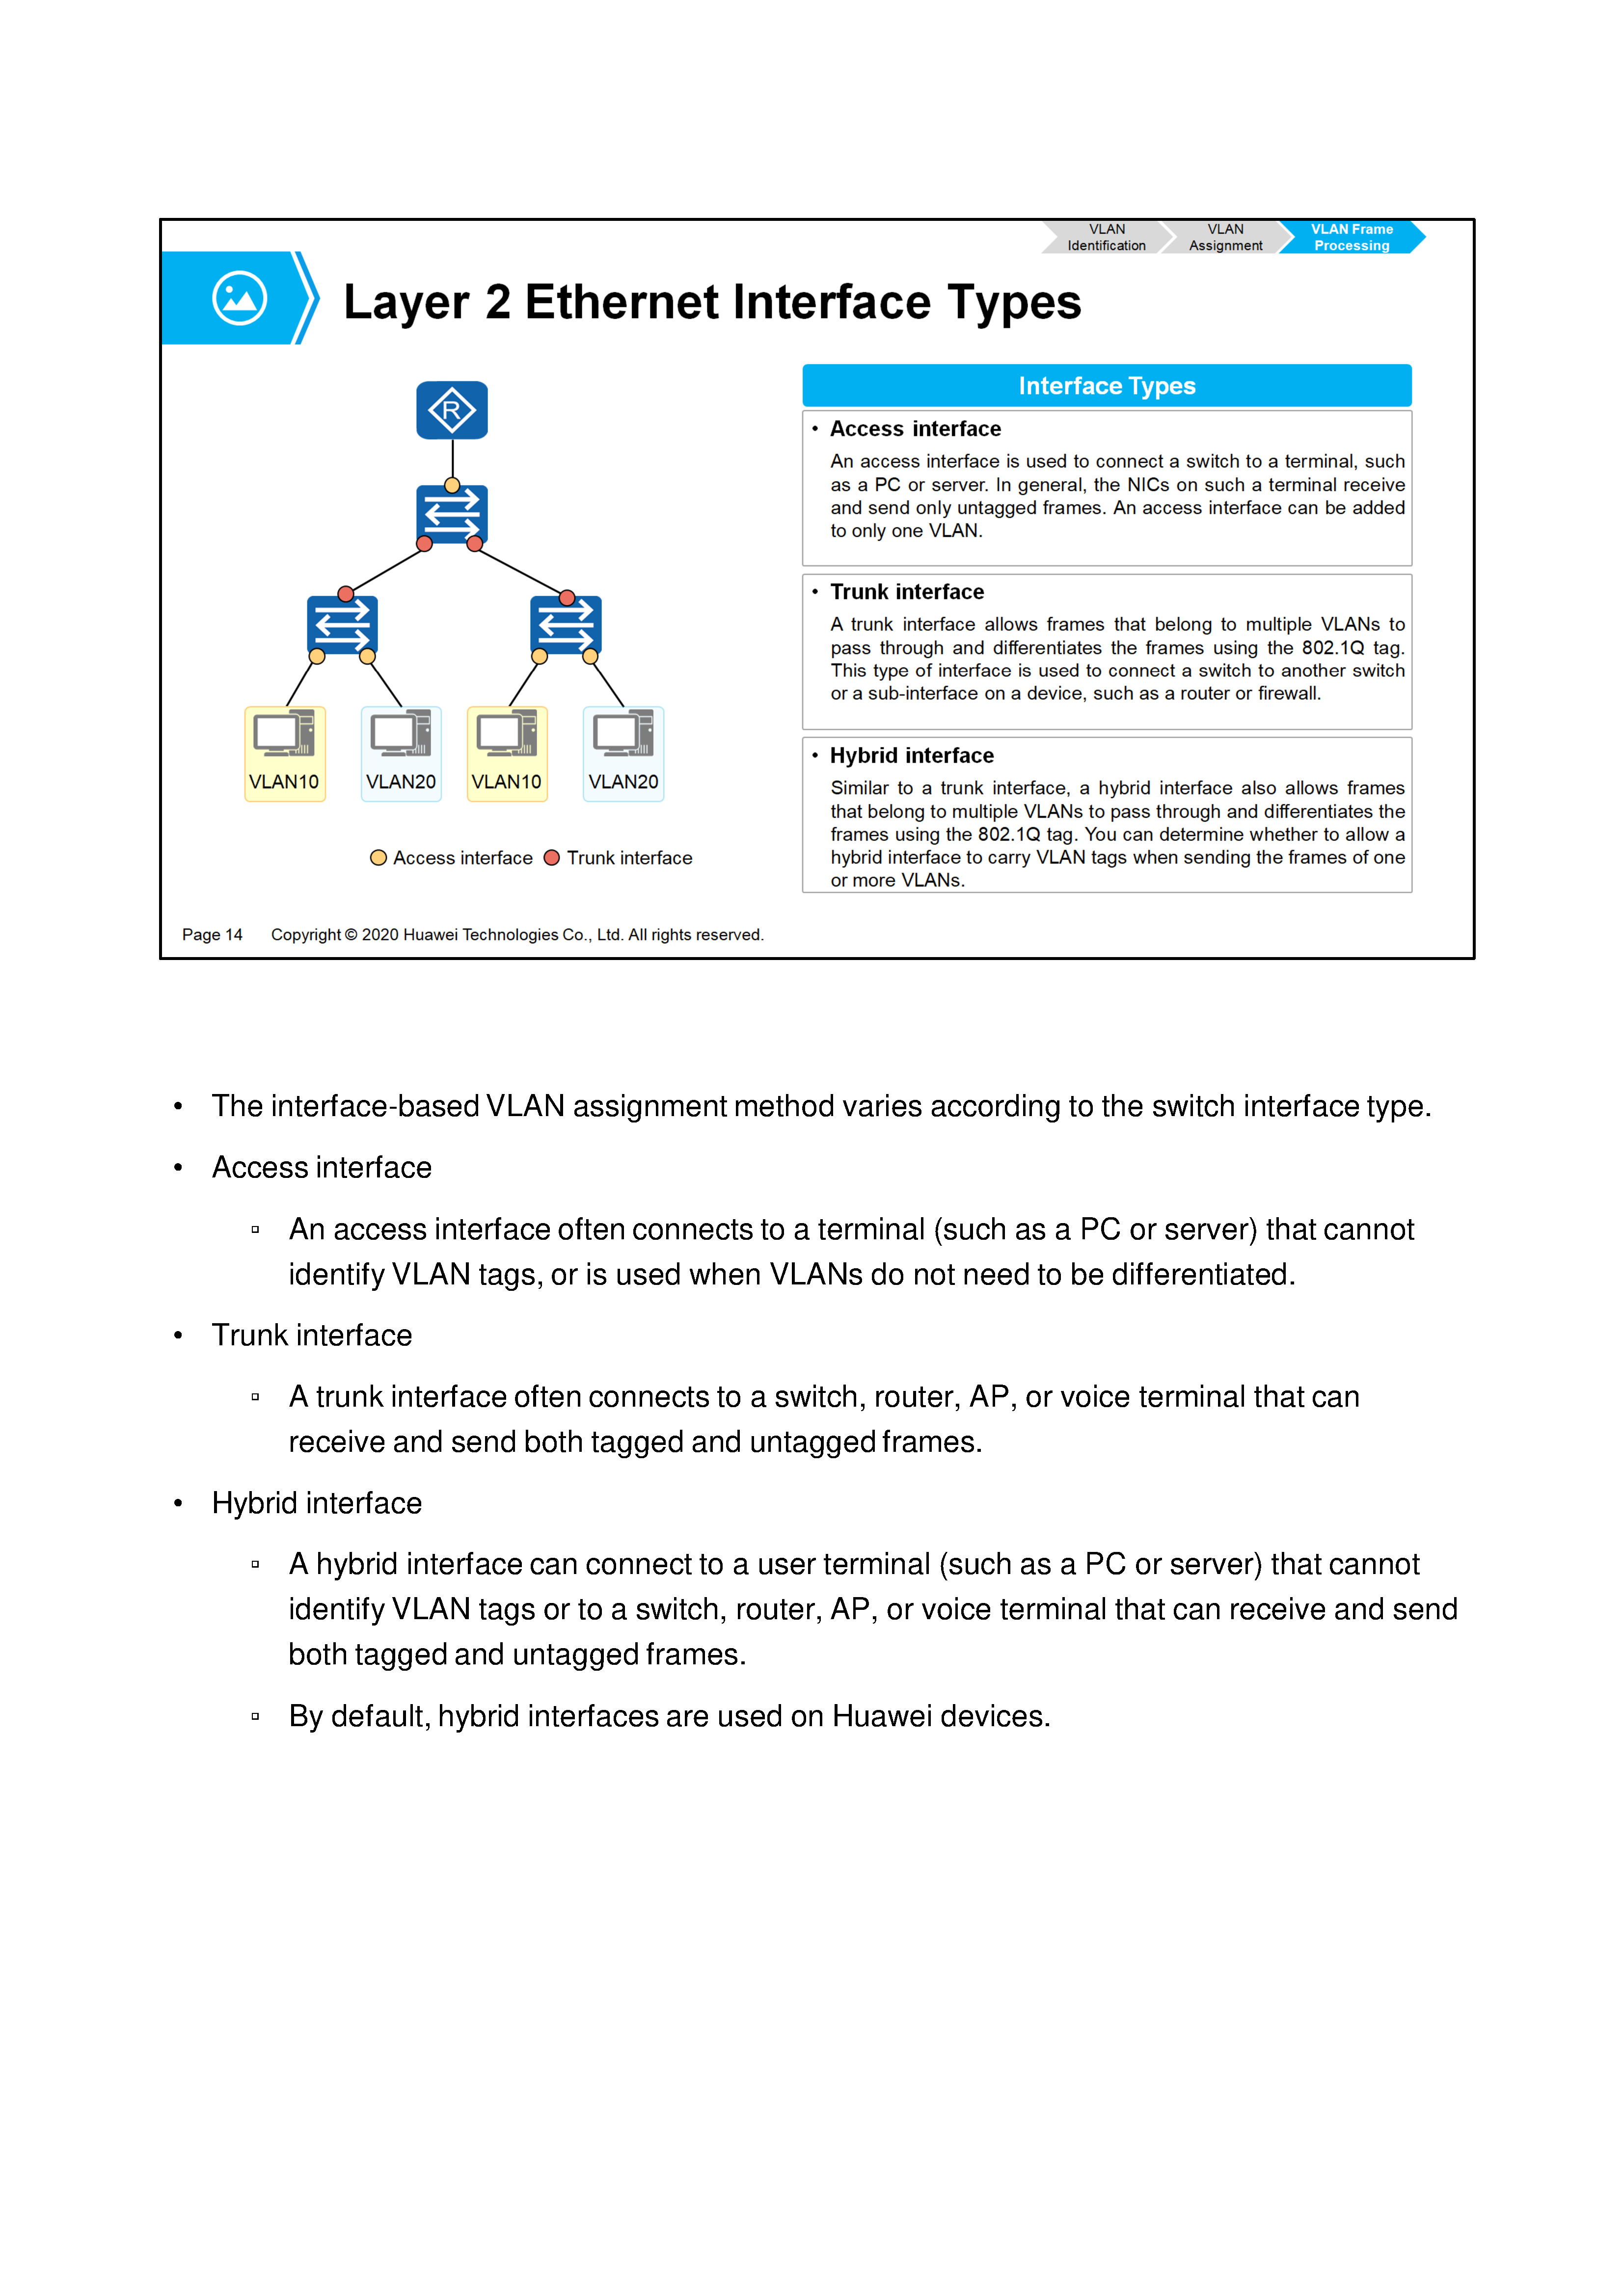 VLAN
Identification
VLAN
Assignment
VLAN Frame
Processing
Layer 2 Ethernet Interface Types
R
VLAN10
VLAN20
VLAN10
VLAN20
Access interface
Trunk interface
Interface Types
• Access interface
An access interface is used to connect a switch to a terminal, such
as a PC or server. In general, the NICs on such a terminal receive
and send only untagged frames. An access interface can be added
to only one VLAN.
• Trunk interface
A trunk interface allows frames that belong to multiple VLANs to
pass through and differentiates the frames using the 802.1Q tag.
This type of interface is used to connect a switch to another switch
or a sub-interface on a device, such as a router or firewall.
• Hybrid interface
Similar to a trunk interface, a hybrid interface also allows frames
that belong to multiple VLANs to pass through and differentiates the
frames using the 802.1Q tag. You can determine whether to allow a
hybrid interface to carry VLAN tags when sending the frames of one
or more VLANs.
Page 14 Copyright © 2020 Huawei Technologies Co., Ltd. All rights reserved.
• The interface-based VLAN assignment method varies according to the switch interface type.
• Access interface
▫ An access interface often connects to a terminal (such as a PC or server) that cannot
identify VLAN tags, or is used when VLANs do not need to be differentiated.
• Trunk interface
▫ A trunk interface often connects to a switch, router, AP, or voice terminal that can
receive and send both tagged and untagged frames.
• Hybrid interface
▫ A hybrid interface can connect to a user terminal (such as a PC or server) that cannot
identify VLAN tags or to a switch, router, AP, or voice terminal that can receive and send
both tagged and untagged frames.
▫ By default, hybrid interfaces are used on Huawei devices.